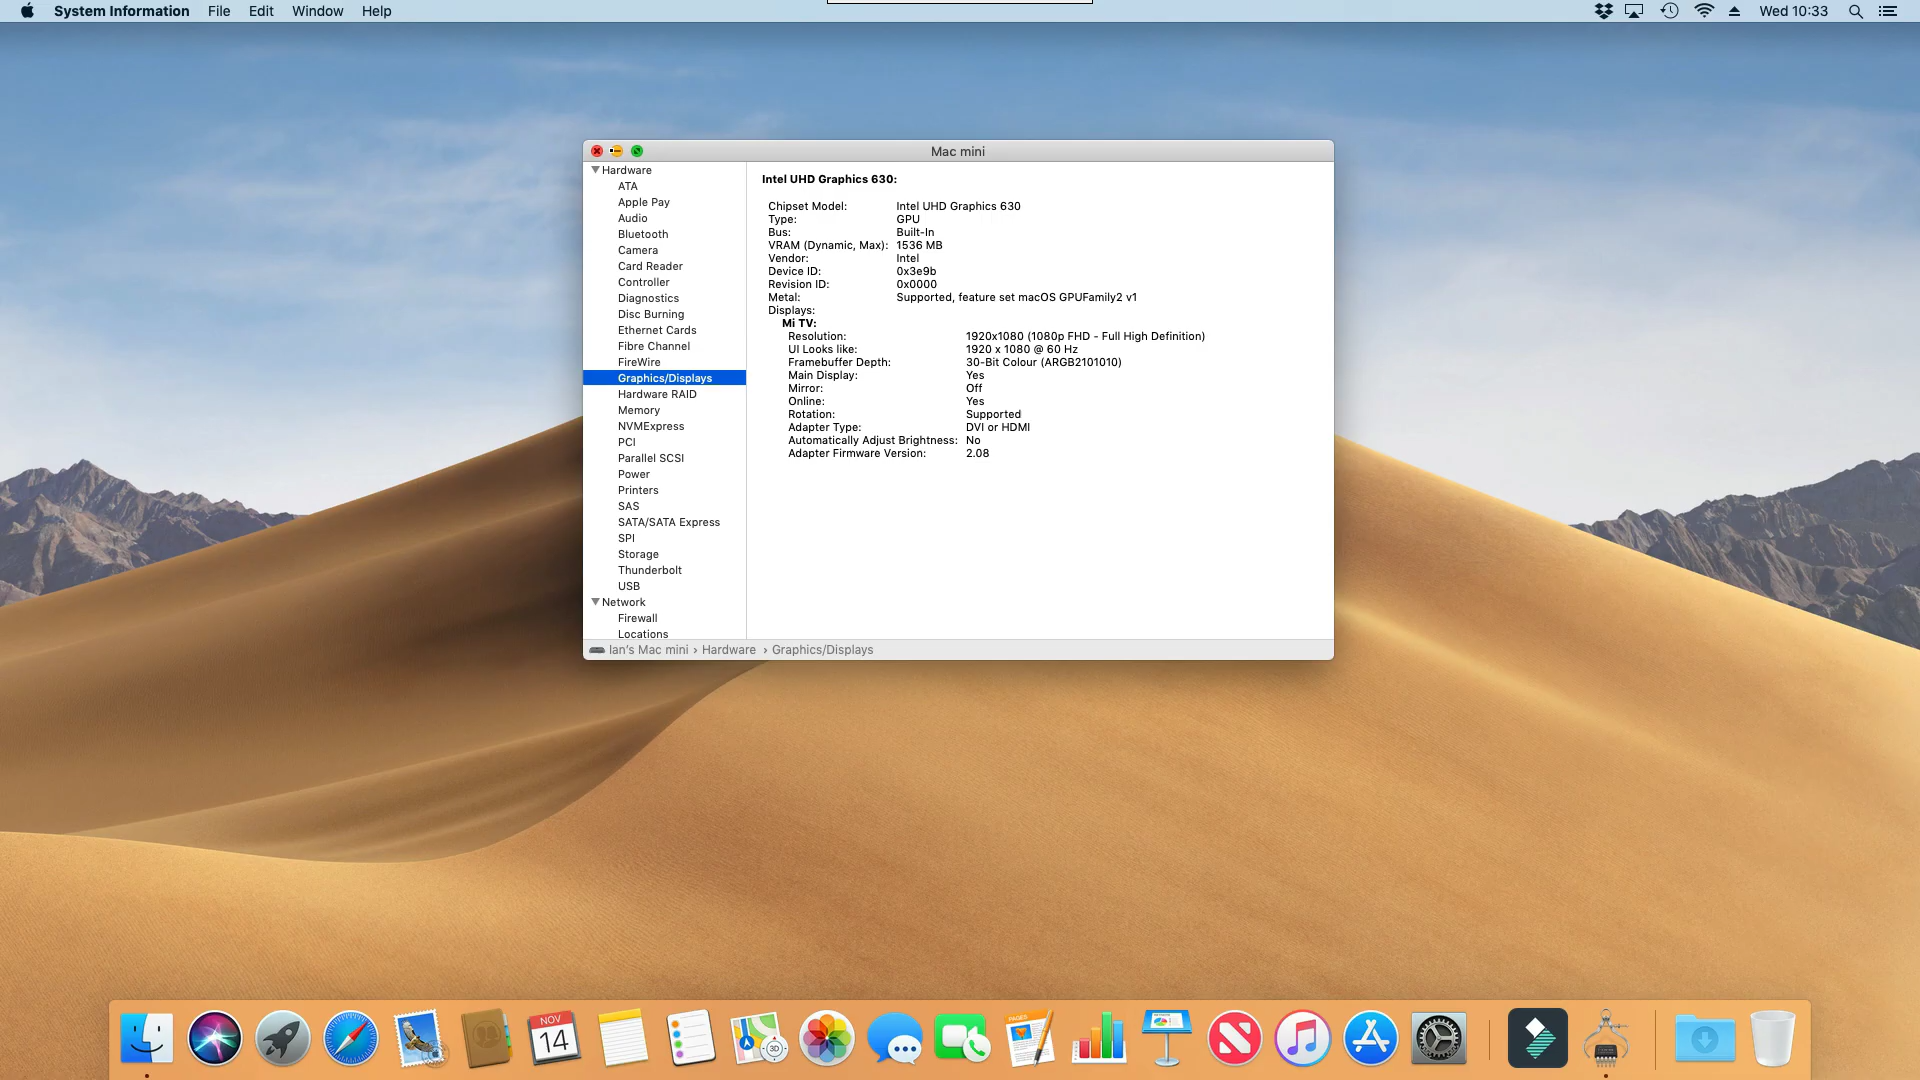 System Information File Edit Window Help
Wed 10:33
Mac mini
Hardware
ATA
Apple Pay
Audio
Bluetooth
Camera
Card Reader
Controller
Diagnostics
Disc Burning
Ethernet Cards
Fibre Channel
FireWire
Graphics/Displays
Hardware RAID
Memory
NVMExpress
PCI
Parallel SCSI
Power
Printers
SAS
SATA/SATA Express
SPI
Storage
Thunderbolt
USB
Network
Firewall
Locations
Intel UHD Graphics 630:
Chipset Model: Intel UHD Graphics 630
Type: GPU
Bus: Built-In
VRAM (Dynamic, Max): 1536 MB
Vendor: Intel
Device ID: 0x3e9b
Revision ID: 0x0000
Metal: Supported, feature set macOS GPUFamily2 v1
Displays:
Mi TV:
Resolution: 1920x1080 (1080p FHD - Full High Definition)
UI Looks like: 1920 x 1080 @ 60 Hz
Framebuffer Depth: 30-Bit Colour (ARGB2101010)
Main Display: Yes
Mirror: Off
Online: Yes
Rotation: Supported
Adapter Type: DVI or HDMI
Automatically Adjust Brightness: No
Adapter Firmware Version: 2.08
Ian's Mac mini › Hardware › Graphics/Displays
NOV
14
3D
PAGES